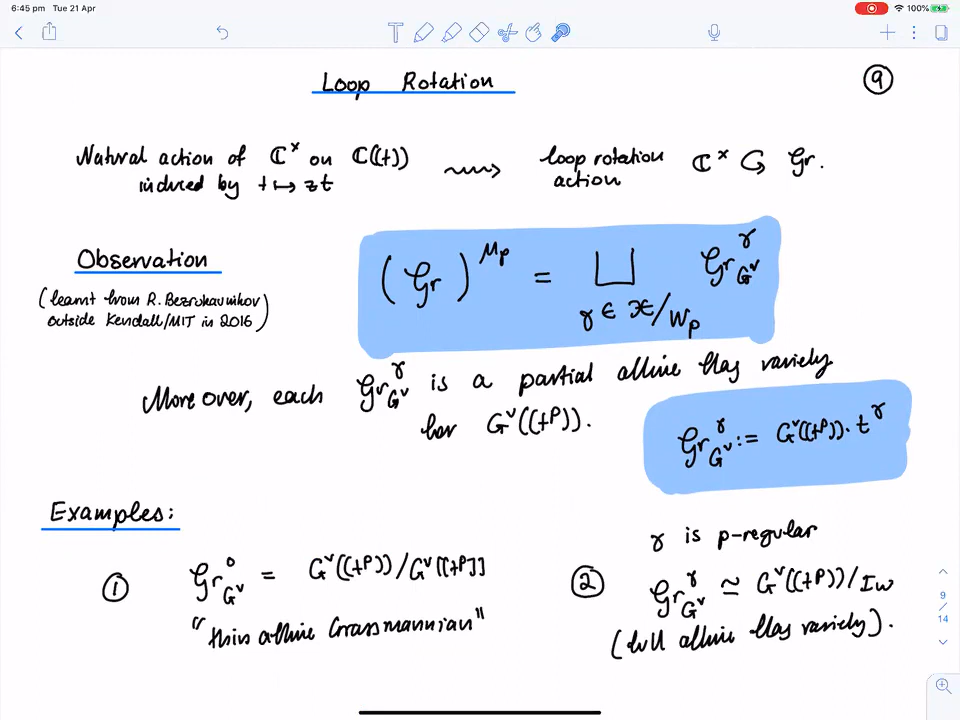 6:45 pm Tue 21 Apr
100%
Loop Rotation
9
Natural action of ℂ^× on ℂ((t))
induced by t ↦ zt
⇝
loop rotation
action
ℂ^× ↺ Gr.
Observation
(learnt from R. Bezrukavnikov
outside Kendall/MIT in 2016)
(Gr)^{μ_p} = ⊔_{γ ∈ 𝔛/W_p} Gr^γ_{G^∨}
Moreover, each Gr^γ_{G^∨} is a partial affine flag variety
for G^∨((t^p)).
Gr^γ_{G^∨} := G^∨((t^p)) · t^γ
Examples:
① Gr^0_{G^∨} = G^∨((t^p))/G^∨[[t^p]]
"thin affine Grassmannian"
γ is p-regular
② Gr^γ_{G^∨} ≃ G^∨((t^p))/Iw
(full affine flag variety).
9
/
14